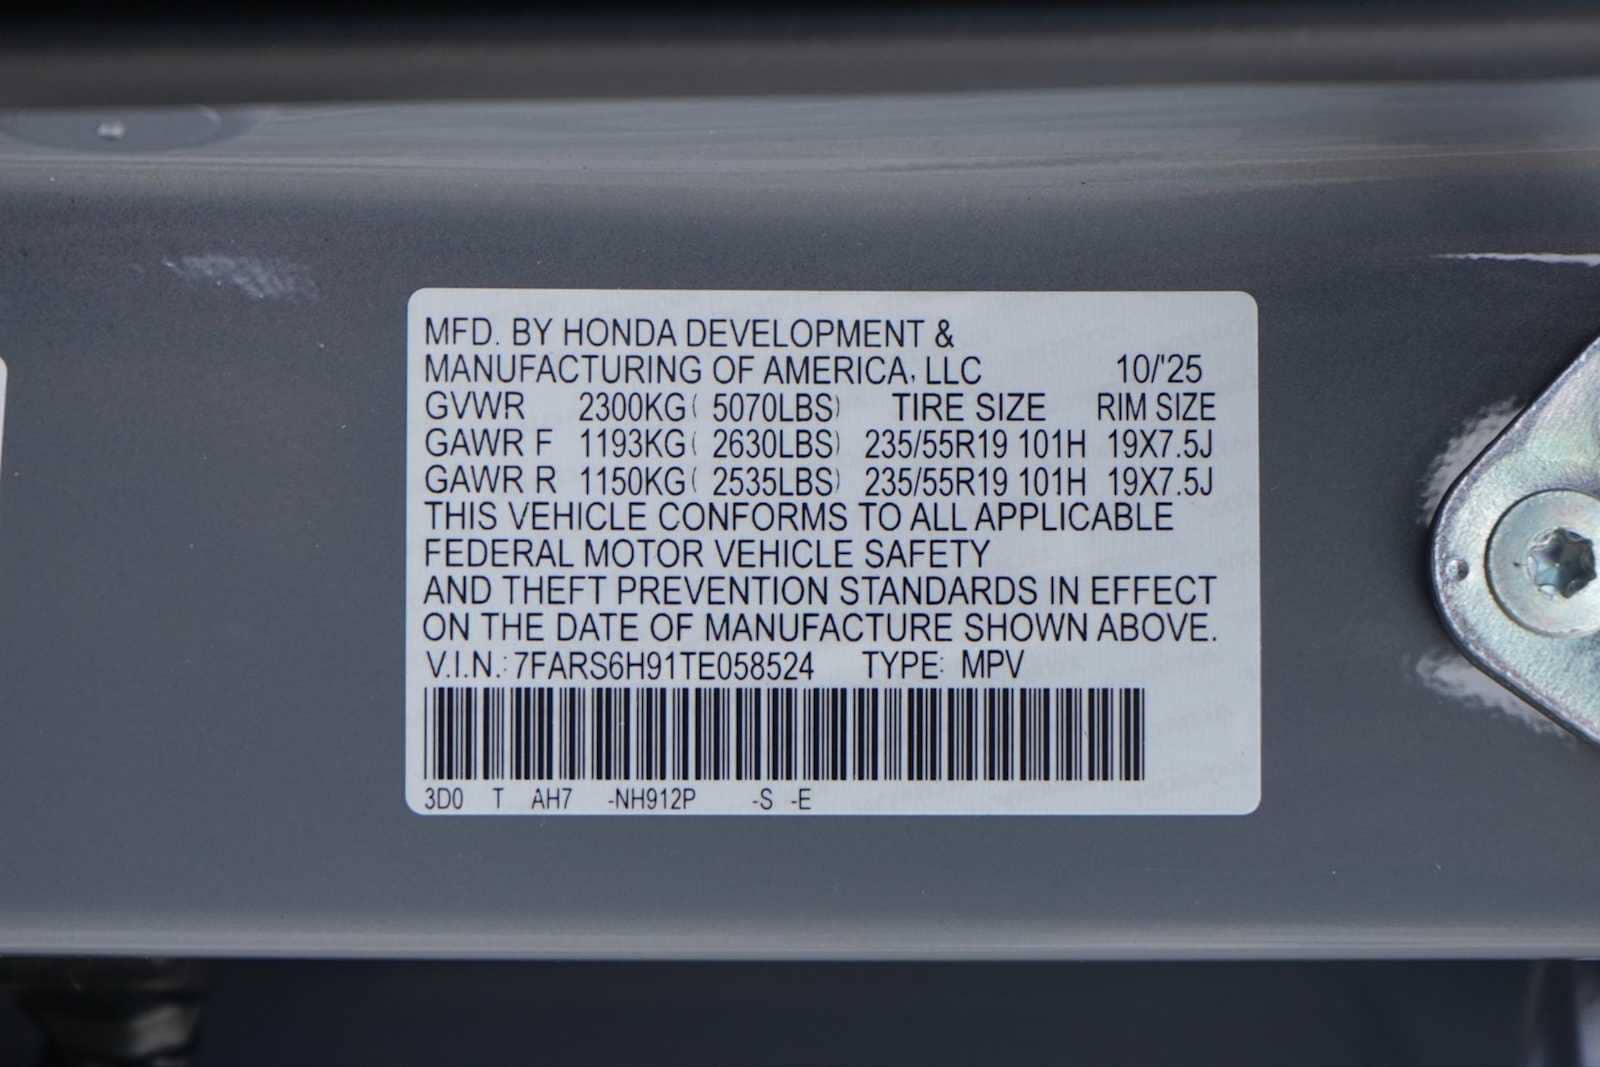 MFD. BY HONDA DEVELOPMENT &
MANUFACTURING OF AMERICA, LLC 10/'25
GVWR 2300KG( 5070LBS) TIRE SIZE RIM SIZE
GAWR F 1193KG( 2630LBS) 235/55R19 101H 19X7.5J
GAWR R 1150KG( 2535LBS) 235/55R19 101H 19X7.5J
THIS VEHICLE CONFORMS TO ALL APPLICABLE
FEDERAL MOTOR VEHICLE SAFETY
AND THEFT PREVENTION STANDARDS IN EFFECT
ON THE DATE OF MANUFACTURE SHOWN ABOVE.
V.I.N.: 7FARS6H91TE058524 TYPE: MPV
3D0 T AH7 -NH912P -S -E